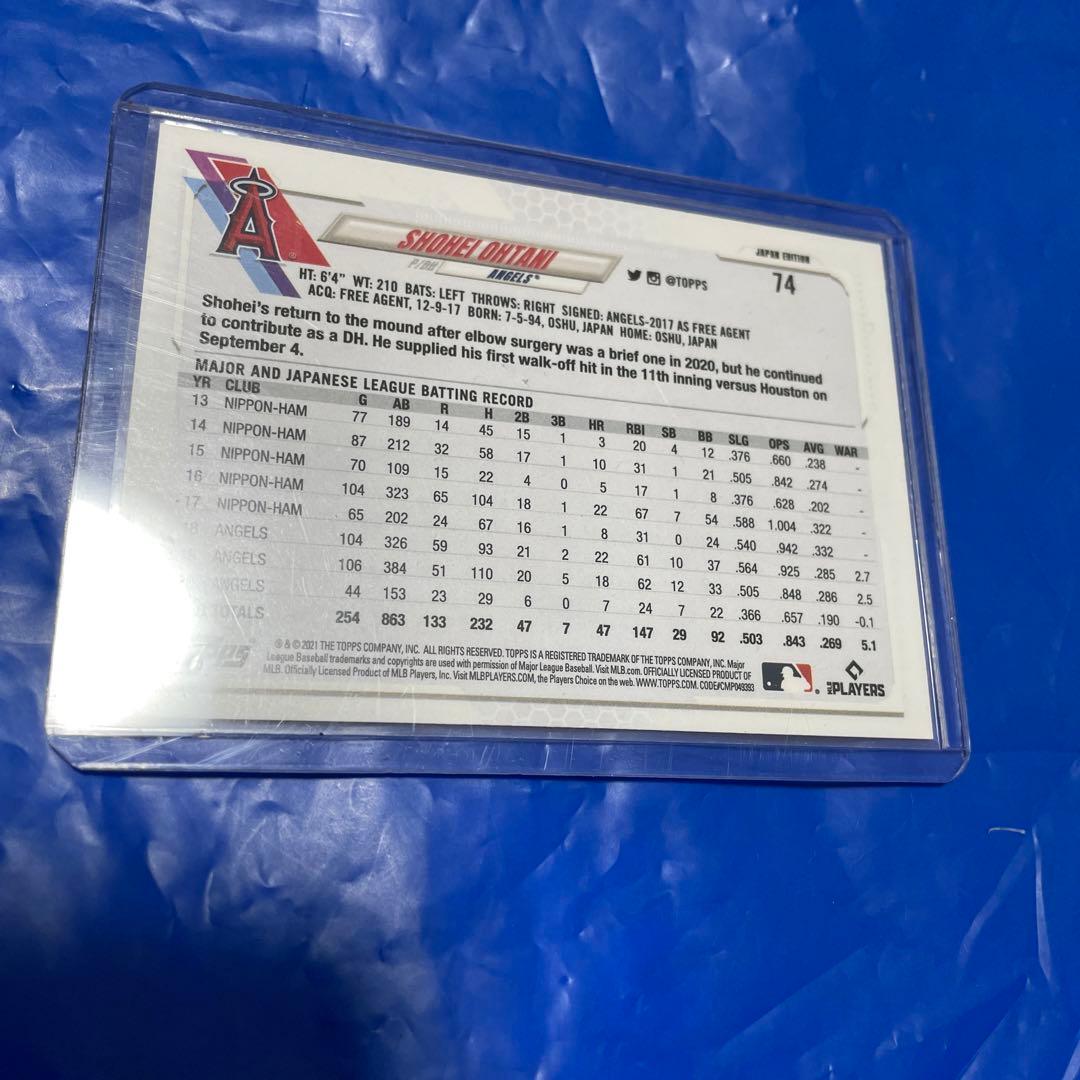 A
SHOHEI OHTANI
P/DH ANGELS®
@TOPPS
JAPAN EDITION
74
HT: 6'4" WT: 210 BATS: LEFT THROWS: RIGHT SIGNED: ANGELS-2017 AS FREE AGENT
ACQ: FREE AGENT, 12-9-17 BORN: 7-5-94, OSHU, JAPAN HOME: OSHU, JAPAN
Shohei's return to the mound after elbow surgery was a brief one in 2020, but he continued
to contribute as a DH. He supplied his first walk-off hit in the 11th inning versus Houston on
September 4.
MAJOR AND JAPANESE LEAGUE BATTING RECORD
YR CLUB G AB R H 2B 3B HR RBI SB BB SLG OPS AVG WAR
13 NIPPON-HAM 77 189 14 45 15 1 3 20 4 12 .376 .660 .238 -
14 NIPPON-HAM 87 212 32 58 17 1 10 31 1 21 .505 .842 .274 -
15 NIPPON-HAM 70 109 15 22 4 0 5 17 1 8 .376 .628 .202 -
16 NIPPON-HAM 104 323 65 104 18 1 22 67 7 54 .588 1.004 .322 -
17 NIPPON-HAM 65 202 24 67 16 1 8 31 0 24 .540 .942 .332 -
18 ANGELS 104 326 59 93 21 2 22 61 10 37 .564 .925 .285 2.7
ANGELS 106 384 51 110 20 5 18 62 12 33 .505 .848 .286 2.5
ANGELS 44 153 23 29 6 0 7 24 7 22 .366 .657 .190 -0.1
TOTALS 254 863 133 232 47 7 47 147 29 92 .503 .843 .269 5.1
® & © 2021 THE TOPPS COMPANY, INC. ALL RIGHTS RESERVED. TOPPS IS A REGISTERED TRADEMARK OF THE TOPPS COMPANY, INC. Major
League Baseball trademarks and copyrights are used with permission of Major League Baseball. Visit MLB.com. OFFICIALLY LICENSED PRODUCT OF
MLB. Officially Licensed Product of MLB Players, Inc. Visit MLBPLAYERS.COM, the Players Choice on the web. WWW.TOPPS.COM. CODE#CMP049393
topps
MLB PLAYERS